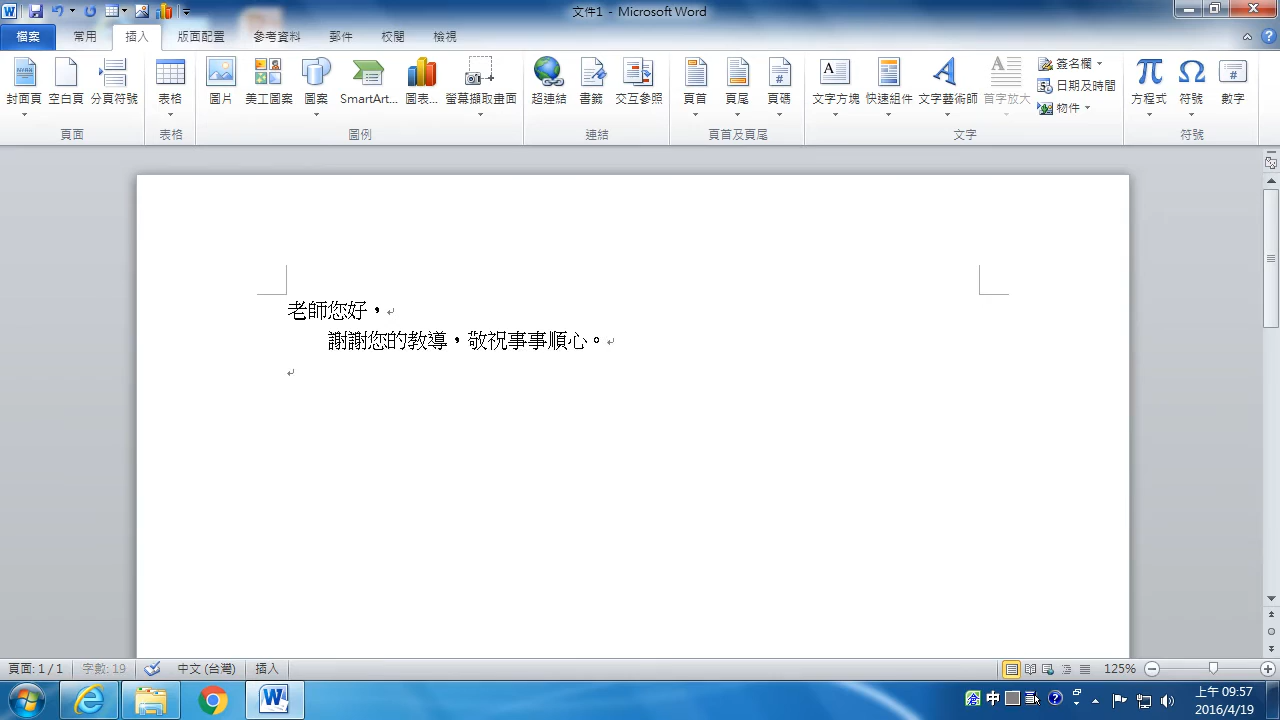 文件1 - Microsoft Word
檔案 常用 插入 版面配置 參考資料 郵件 校閱 檢視
封面頁 空白頁 分頁符號 表格 圖片 美工圖案 圖案 SmartArt... 圖表... 螢幕擷取畫面 超連結 書籤 交互參照 頁首 頁尾 頁碼 文字方塊 快速組件 文字藝術師 首字放大 簽名欄 日期及時間 物件 方程式 符號 數字
頁面 表格 圖例 連結 頁首及頁尾 文字 符號
老師您好，
謝謝您的教導，敬祝事事順心。
頁面: 1 / 1 字數: 19 中文 (台灣) 插入 125%
中 上午 09:57
2016/4/19